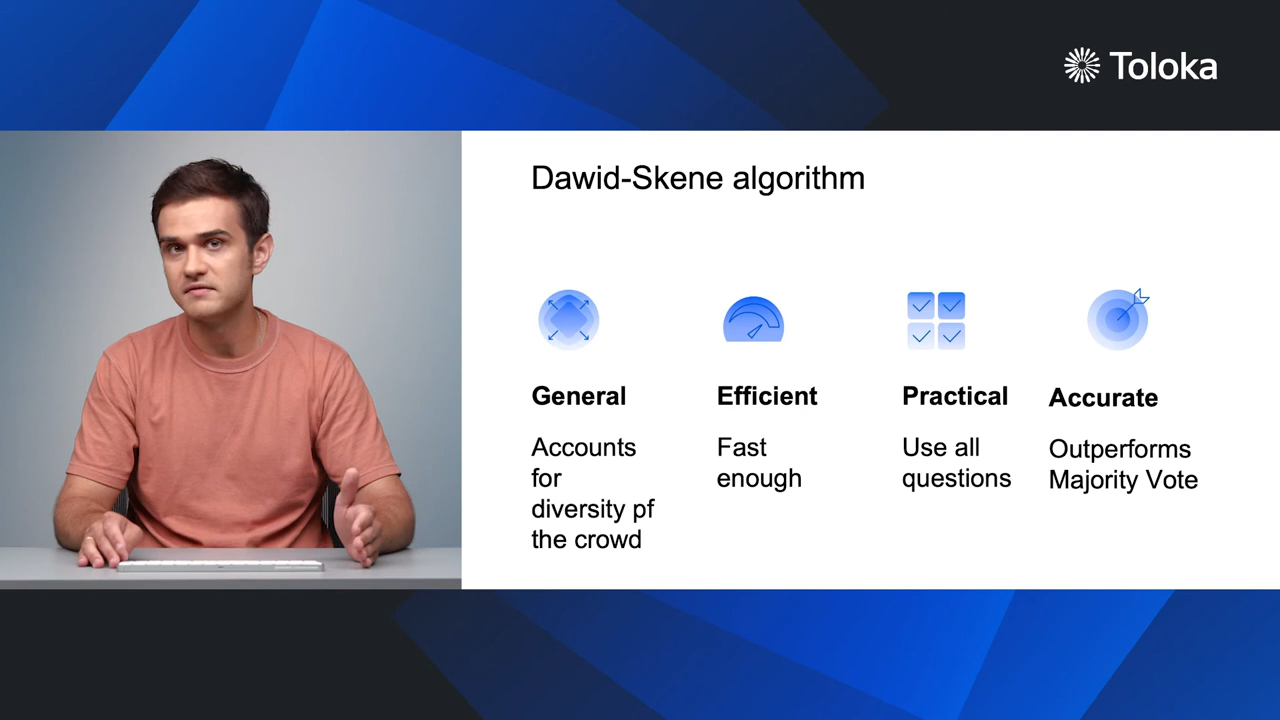 Toloka
Dawid-Skene algorithm
General
Accounts
for
diversity pf
the crowd
Efficient
Fast
enough
Practical
Use all
questions
Accurate
Outperforms
Majority Vote